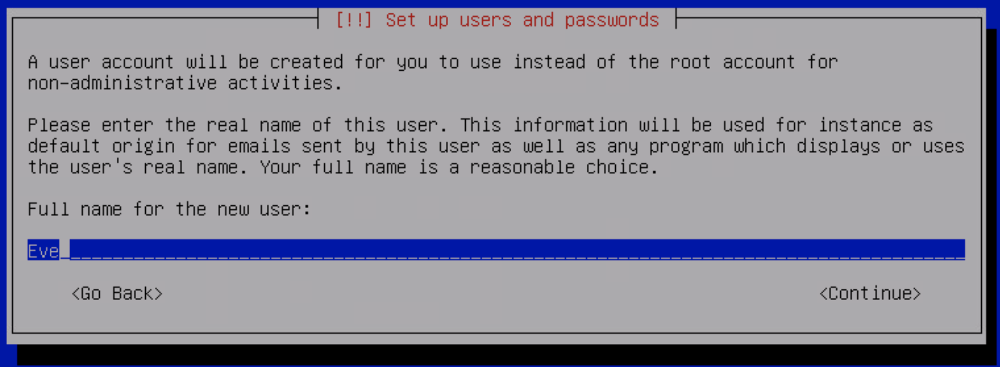 [!!] Set up users and passwords
A user account will be created for you to use instead of the root account for
non-administrative activities.
Please enter the real name of this user. This information will be used for instance as
default origin for emails sent by this user as well as any program which displays or uses
the user's real name. Your full name is a reasonable choice.
Full name for the new user:
Eve
<Go Back> <Continue>